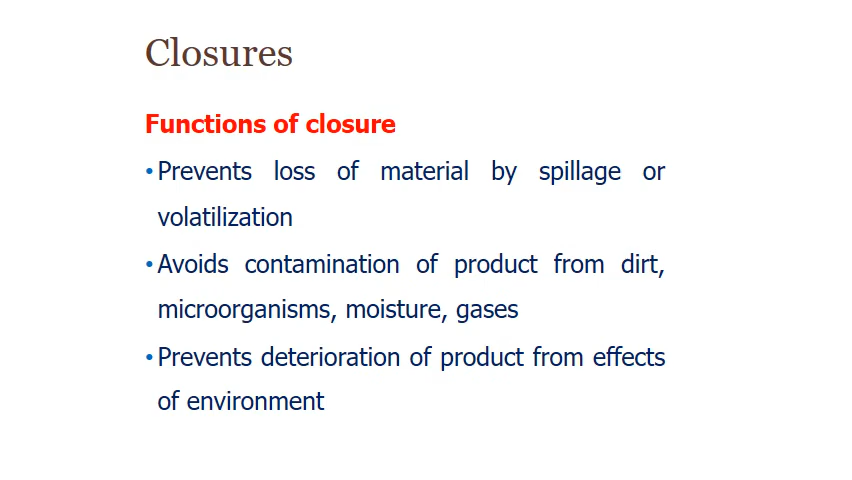 Closures
Functions of closure
•Prevents loss of material by spillage or
volatilization
•Avoids contamination of product from dirt,
microorganisms, moisture, gases
•Prevents deterioration of product from effects
of environment